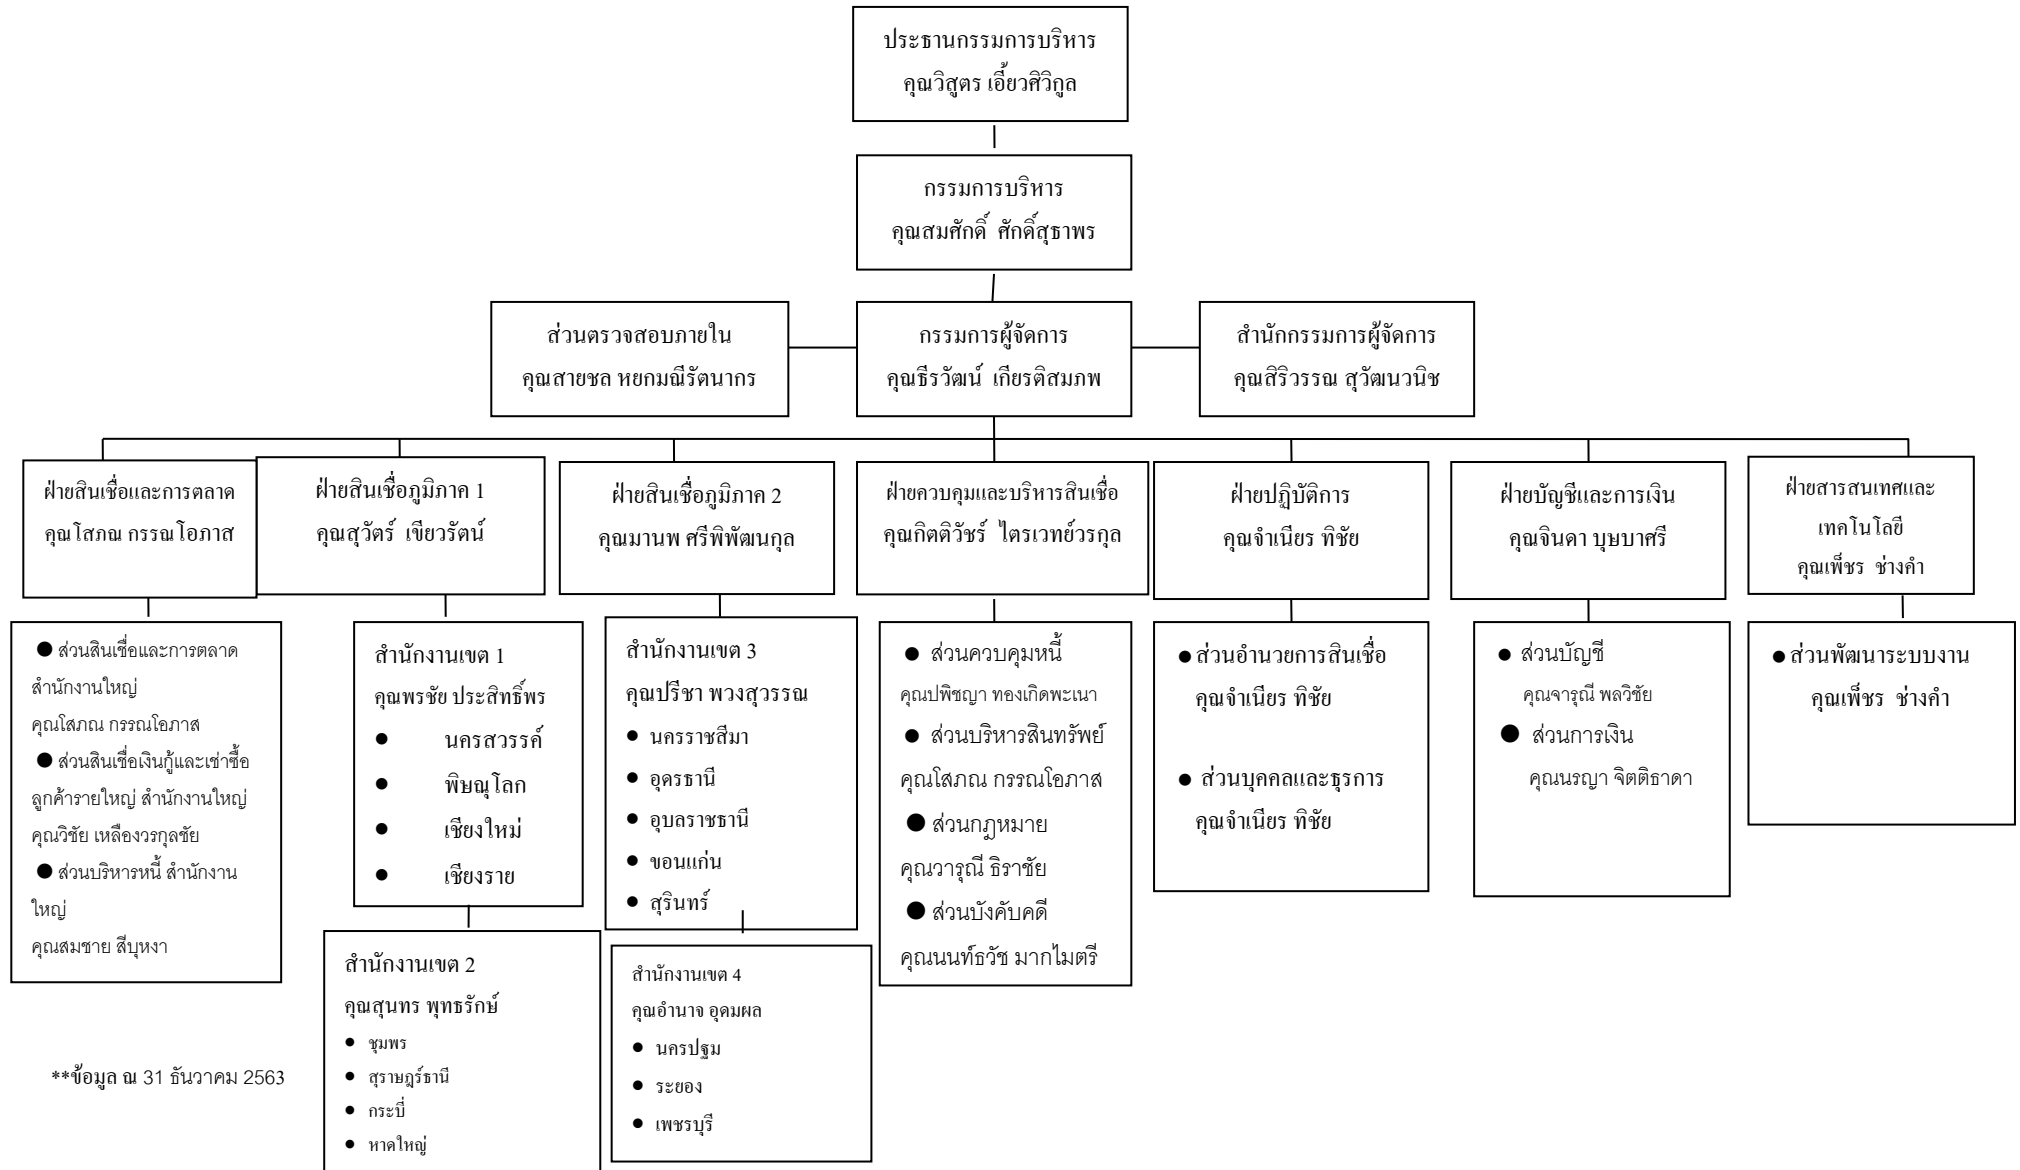 ประธานกรรมการบริหาร
คุณวิสูตร เอี้ยวศิวิกูล
กรรมการบริหาร
คุณสมศักดิ์ ศักดิ์สุธาพร
ส่วนตรวจสอบภายใน
คุณสายชล หยกมณีรัตนากร
กรรมการผู้จัดการ
คุณธีรวัฒน์ เกียรติสมภพ
สำนักกรรมการผู้จัดการ
คุณสิริวรรณ สุวัฒนวนิช
ฝ่ายสินเชื่อและการตลาด
คุณโสภณ กรรณโอภาส
ฝ่ายสินเชื่อภูมิภาค 1
คุณสุวัตร์ เขียวรัตน์
ฝ่ายสินเชื่อภูมิภาค 2
คุณมานพ ศรีพิพัฒนกุล
ฝ่ายควบคุมและบริหารสินเชื่อ
คุณกิตติวัชร์ ไตรเวทย์วรกุล
ฝ่ายปฏิบัติการ
คุณจำเนียร ทิชัย
ฝ่ายบัญชีและการเงิน
คุณจินดา บุษบาศรี
ฝ่ายสารสนเทศและ
เทคโนโลยี
คุณเพ็ชร ช่างคำ
● ส่วนสินเชื่อและการตลาด
สำนักงานใหญ่
คุณโสภณ กรรณโอภาส
● ส่วนสินเชื่อเงินกู้และเช่าซื้อ
ลูกค้ารายใหญ่ สำนักงานใหญ่
คุณวิชัย เหลืองวรกุลชัย
● ส่วนบริหารหนี้ สำนักงาน
ใหญ่
คุณสมชาย สีบุหงา
สำนักงานเขต 1
คุณพรชัย ประสิทธิ์พร
● นครสวรรค์
● พิษณุโลก
● เชียงใหม่
● เชียงราย
สำนักงานเขต 2
คุณสุนทร พุทธรักษ์
● ชุมพร
● สุราษฎร์ธานี
● กระบี่
● หาดใหญ่
สำนักงานเขต 3
คุณปรีชา พวงสุวรรณ
● นครราชสีมา
● อุดรธานี
● อุบลราชธานี
● ขอนแก่น
● สุรินทร์
สำนักงานเขต 4
คุณอำนาจ อุดมผล
● นครปฐม
● ระยอง
● เพชรบุรี
● ส่วนควบคุมหนี้
คุณปพิชญา ทองเกิดพะเนา
● ส่วนบริหารสินทรัพย์
คุณโสภณ กรรณโอภาส
● ส่วนกฎหมาย
คุณวารุณี ธิราชัย
● ส่วนบังคับคดี
คุณนนท์ธวัช มากไมตรี
● ส่วนอำนวยการสินเชื่อ
คุณจำเนียร ทิชัย
● ส่วนบุคคลและธุรการ
คุณจำเนียร ทิชัย
● ส่วนบัญชี
คุณจารุณี พลวิชัย
● ส่วนการเงิน
คุณนรญา จิตติธาดา
● ส่วนพัฒนาระบบงาน
คุณเพ็ชร ช่างคำ
**ข้อมูล ณ 31 ธันวาคม 2563